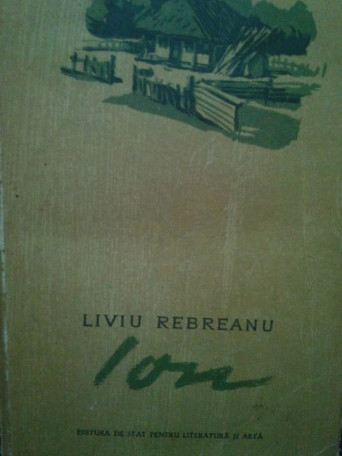 LIVIU REBREANU
Ion
EDITURA DE STAT PENTRU LITERATURĂ ȘI ARTĂ